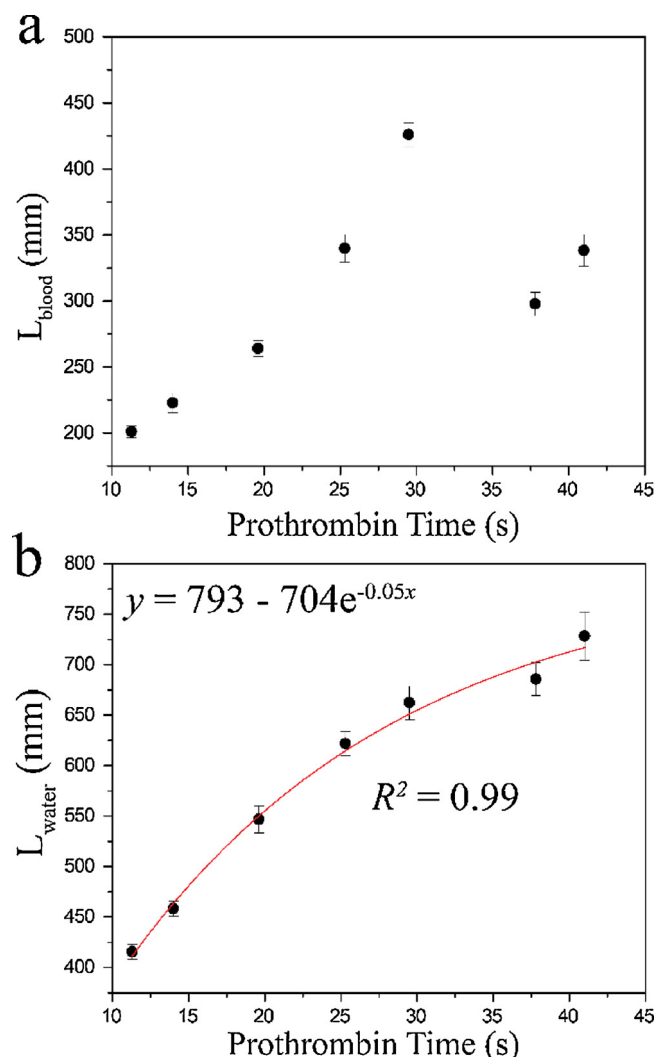 a
500
450
400
350
300
250
200
L_blood (mm)
10 15 20 25 30 35 40 45
Prothrombin Time (s)
b
800
750
700
650
600
550
500
450
400
L_water (mm)
y = 793 - 704e^-0.05x
R² = 0.99
10 15 20 25 30 35 40 45
Prothrombin Time (s)